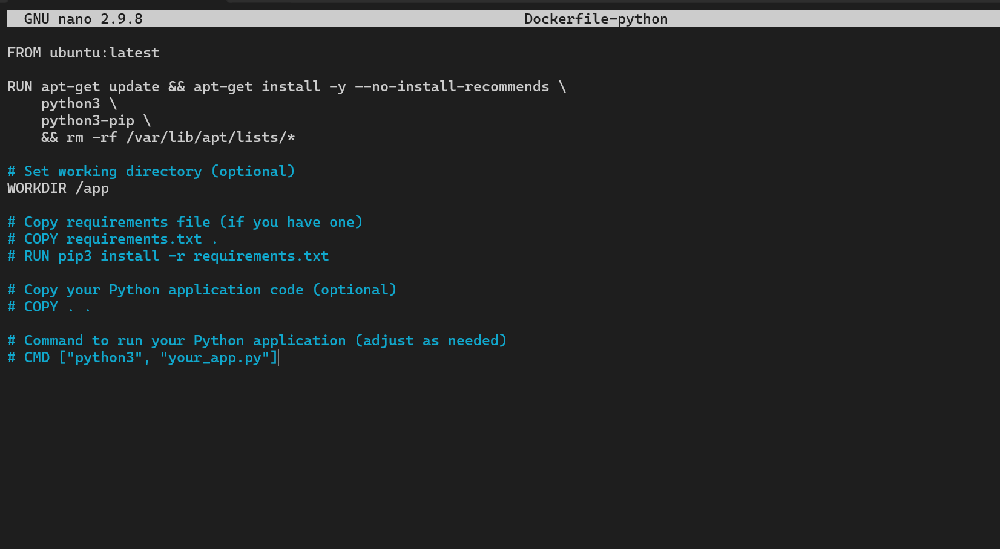 GNU nano 2.9.8 Dockerfile-python
FROM ubuntu:latest
RUN apt-get update && apt-get install -y --no-install-recommends \
    python3 \
    python3-pip \
    && rm -rf /var/lib/apt/lists/*
# Set working directory (optional)
WORKDIR /app
# Copy requirements file (if you have one)
# COPY requirements.txt .
# RUN pip3 install -r requirements.txt
# Copy your Python application code (optional)
# COPY . .
# Command to run your Python application (adjust as needed)
# CMD ["python3", "your_app.py"]